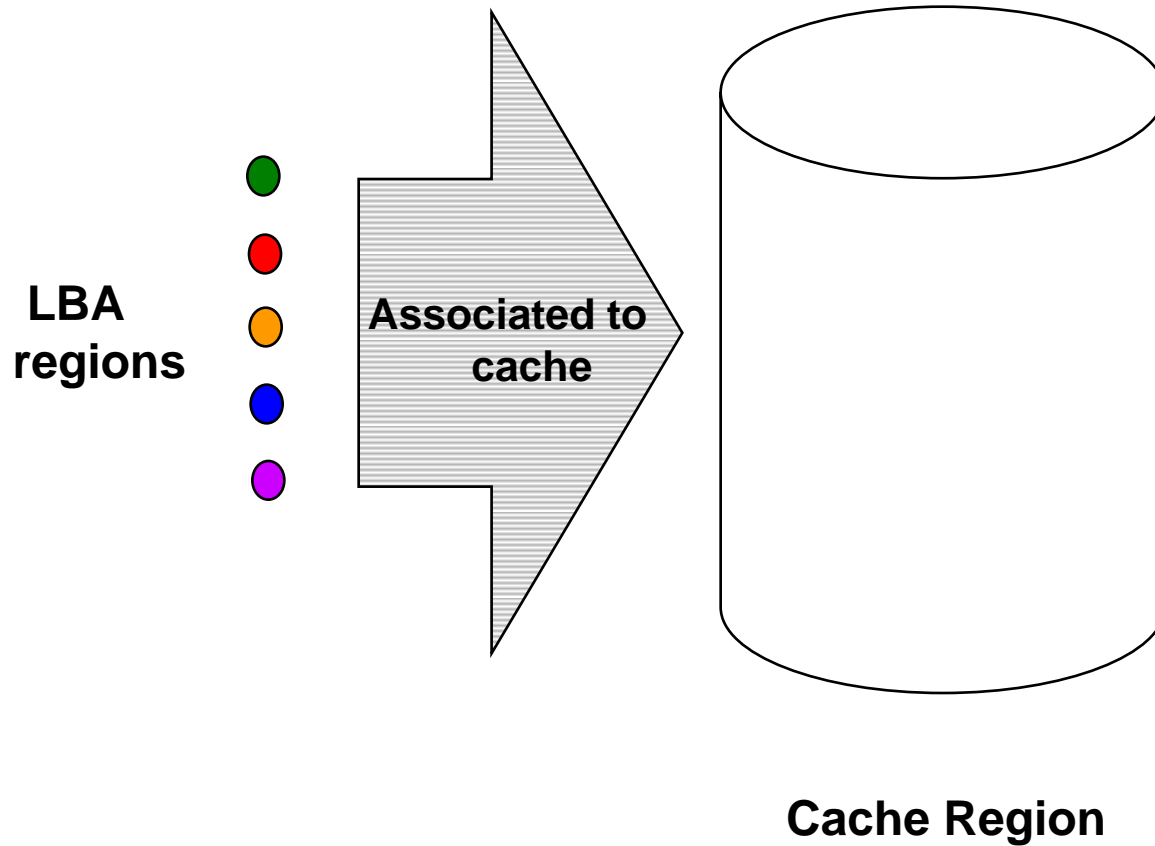 LBA
regions
Associated to
cache
Cache Region